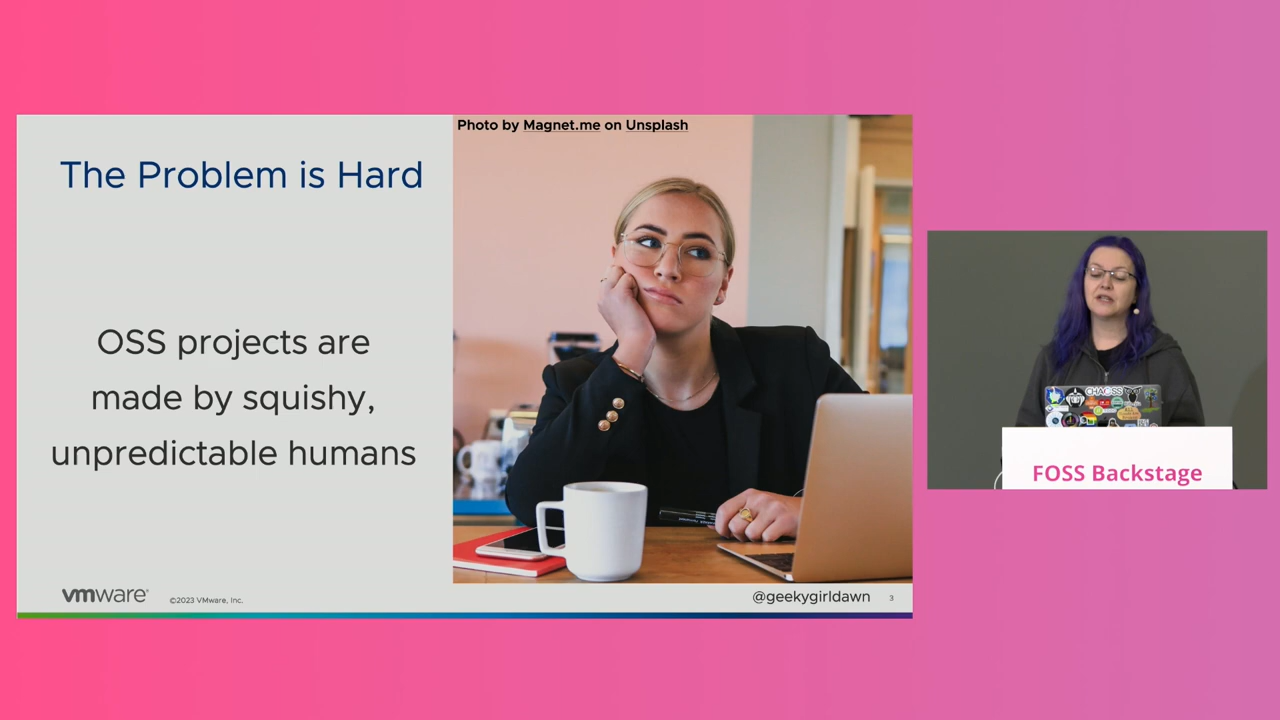 Photo by Magnet.me on Unsplash
The Problem is Hard
OSS projects are
made by squishy,
unpredictable humans
vmware®
©2023 VMware, Inc.
@geekygirldawn
3
CHAOSS
FOSS Backstage